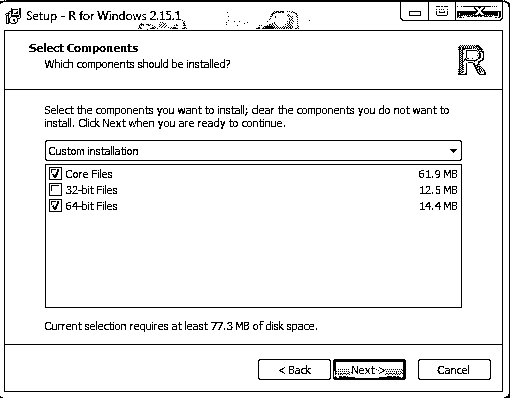 Setup - R for Windows 2.15.1
Select Components
Which components should be installed?
R
Select the components you want to install; clear the components you do not want to
install. Click Next when you are ready to continue.
Custom installation
Core Files 61.9 MB
32-bit Files 12.5 MB
64-bit Files 14.4 MB
Current selection requires at least 77.3 MB of disk space.
< Back Next > Cancel